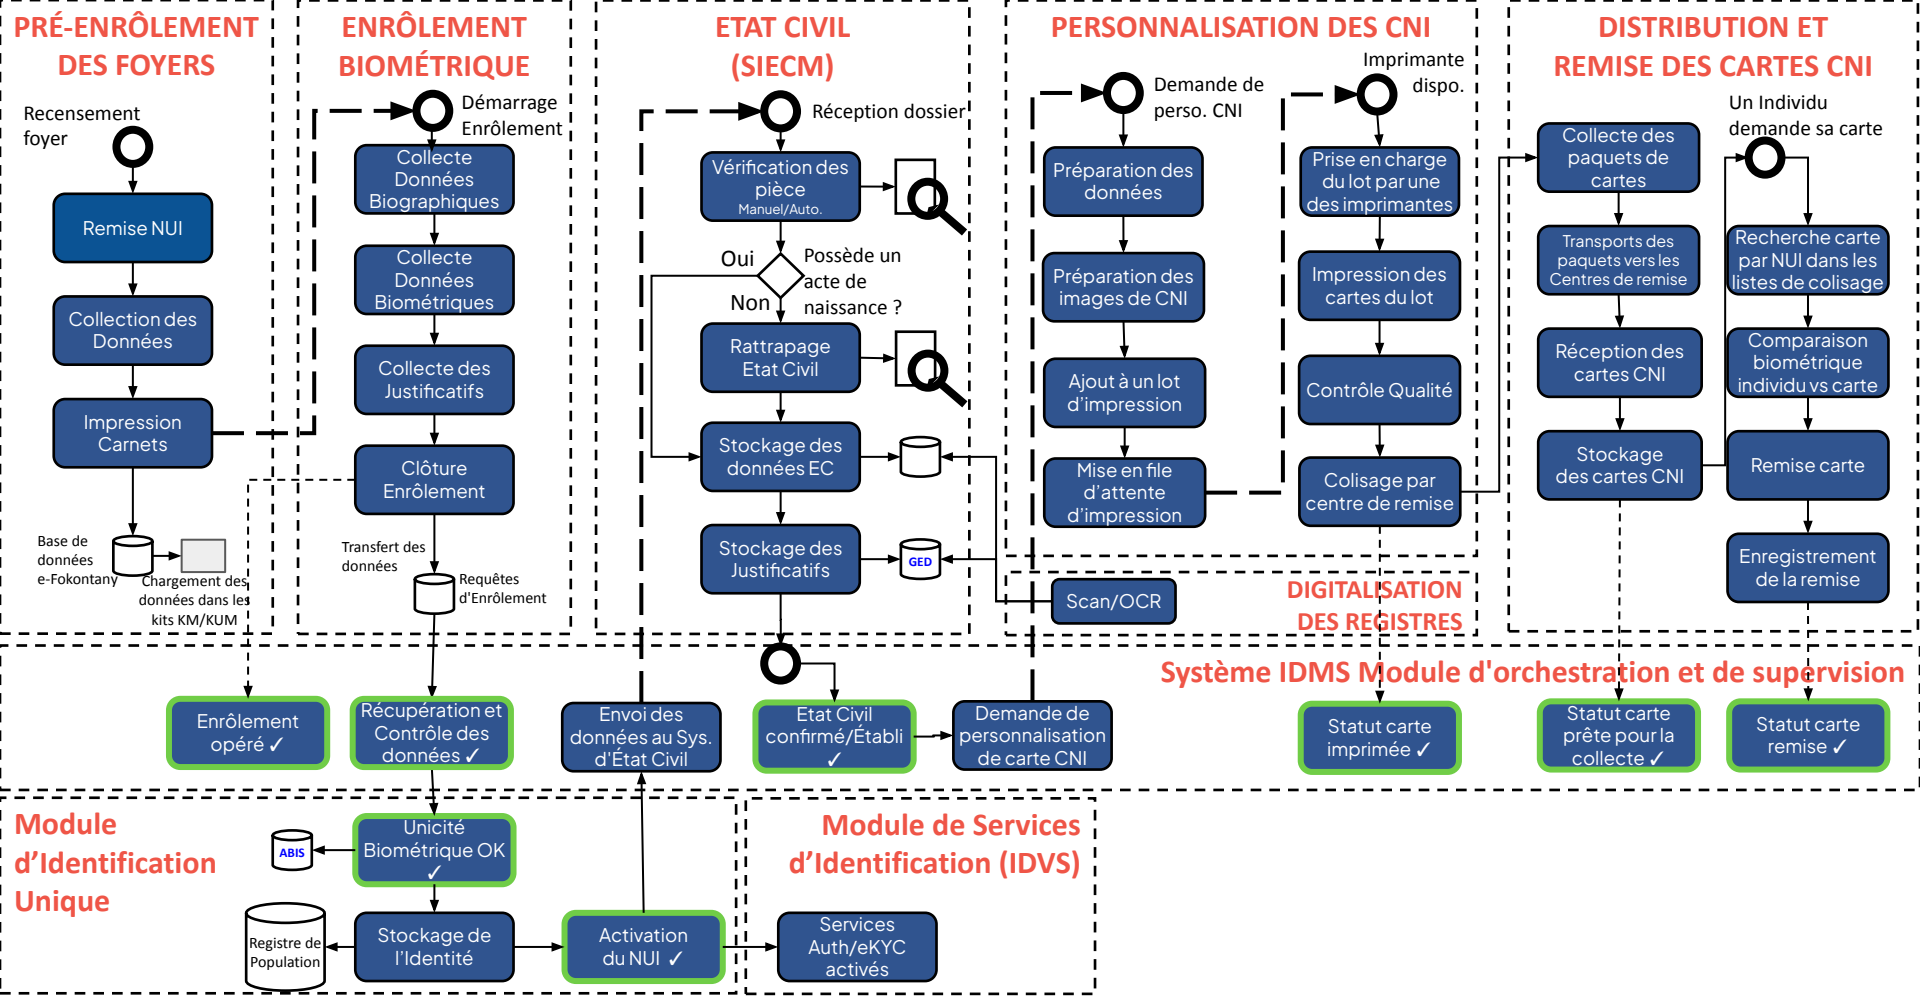 PRÉ-ENRÔLEMENT
DES FOYERS
Recensement
foyer
Remise NUI
Collection des
Données
Impression
Carnets
Base de
données
e-Fokontany
Chargement des
données dans les
kits KM/KUM
ENRÔLEMENT
BIOMÉTRIQUE
Démarrage
Enrôlement
Collecte
Données
Biographiques
Collecte
Données
Biométriques
Collecte des
Justificatifs
Clôture
Enrôlement
Transfert des
données
Requêtes
d'Enrôlement
ETAT CIVIL
(SIECM)
Réception dossier
Vérification des
pièce
Manuel/Auto.
Oui
Possède un
acte de
naissance ?
Non
Rattrapage
Etat Civil
Stockage des
données EC
Stockage des
Justificatifs
GED
PERSONNALISATION DES CNI
Demande de
perso. CNI
Préparation des
données
Préparation des
images de CNI
Ajout à un lot
d'impression
Mise en file
d'attente
d'impression
Imprimante
dispo.
Prise en charge
du lot par une
des imprimantes
Impression des
cartes du lot
Contrôle Qualité
Colisage par
centre de remise
DIGITALISATION
DES REGISTRES
Scan/OCR
DISTRIBUTION ET
REMISE DES CARTES CNI
Collecte des
paquets de
cartes
Transports des
paquets vers les
Centres de remise
Réception des
cartes CNI
Stockage
des cartes CNI
Un Individu
demande sa carte
Recherche carte
par NUI dans les
listes de colisage
Comparaison
biométrique
individu vs carte
Remise carte
Enregistrement
de la remise
Système IDMS Module d'orchestration et de supervision
Enrôlement
opéré ✓
Récupération et
Contrôle des
données ✓
Envoi des
données au Sys.
d'État Civil
Etat Civil
confirmé/Établi
✓
Demande de
personnalisation
de carte CNI
Statut carte
imprimée ✓
Statut carte
prête pour la
collecte ✓
Statut carte
remise ✓
Module
d'Identification
Unique
ABIS
Unicité
Biométrique OK
✓
Registre de
Population
Stockage de
l'Identité
Activation
du NUI ✓
Module de Services
d'Identification (IDVS)
Services
Auth/eKYC
activés